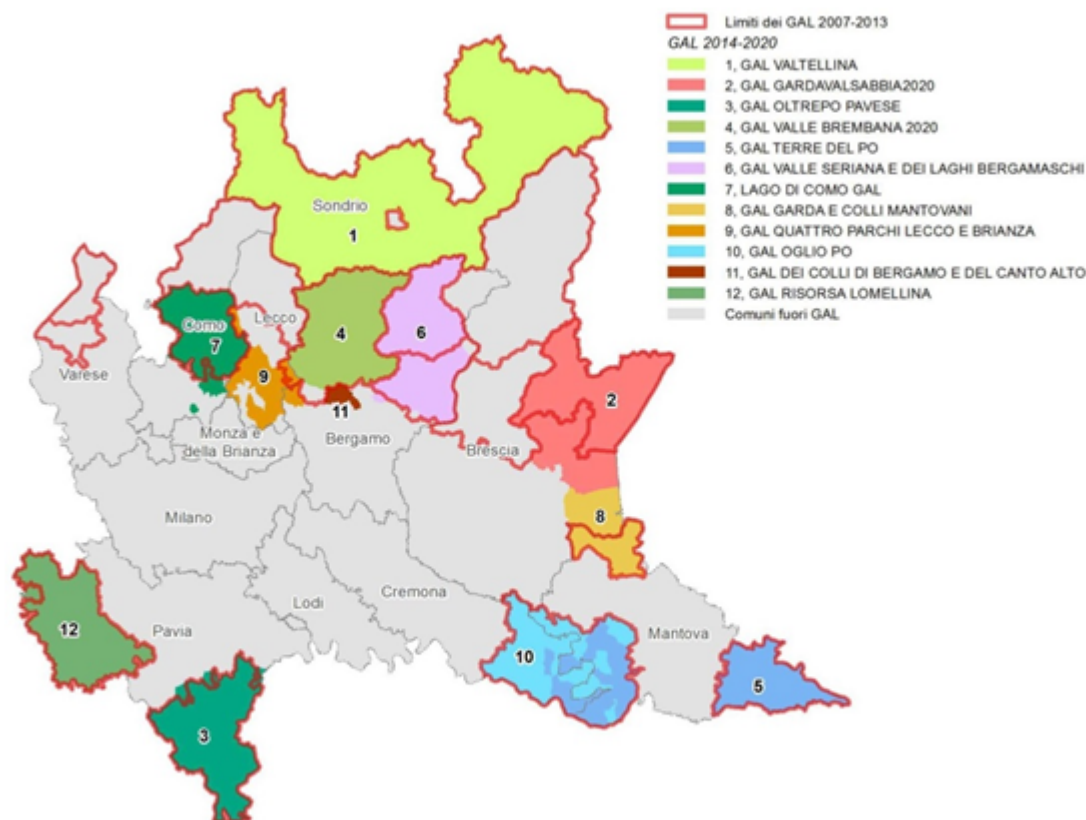 Limiti dei GAL 2007-2013
GAL 2014-2020
1, GAL VALTELLINA
2, GAL GARDAVALSABBIA2020
3, GAL OLTREPO PAVESE
4, GAL VALLE BREMBANA 2020
5, GAL TERRE DEL PO
6, GAL VALLE SERIANA E DEI LAGHI BERGAMASCHI
7, LAGO DI COMO GAL
8, GAL GARDA E COLLI MANTOVANI
9, GAL QUATTRO PARCHI LECCO E BRIANZA
10, GAL OGLIO PO
11, GAL DEI COLLI DI BERGAMO E DEL CANTO ALTO
12, GAL RISORSA LOMELLINA
Comuni fuori GAL
Sondrio
1
Como
7
Lecco
4
6
Varese
9
2
11
Monza e
della Brianza
Bergamo
Brescia
Milano
8
Lodi
Cremona
12
Pavia
Mantova
10
5
3